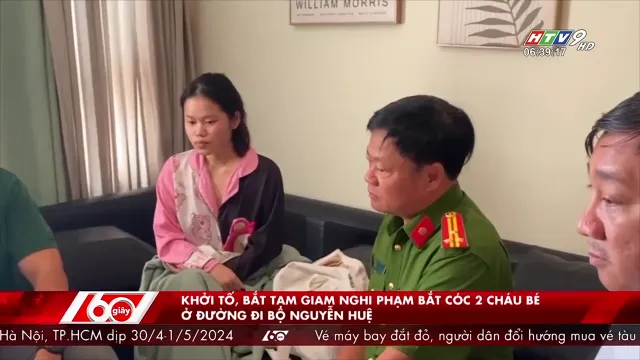 WILLIAM MORRIS
HTV9 HD
06:39:17
60 giây
KHỞI TỐ, BẮT TẠM GIAM NGHI PHẠM BẮT CÓC 2 CHÁU BÉ
Ở ĐƯỜNG ĐI BỘ NGUYỄN HUỆ
Hà Nội, TP.HCM dịp 30/4-1/5/2024 Vé máy bay đắt đỏ, người dân đổi hướng mua vé tàu